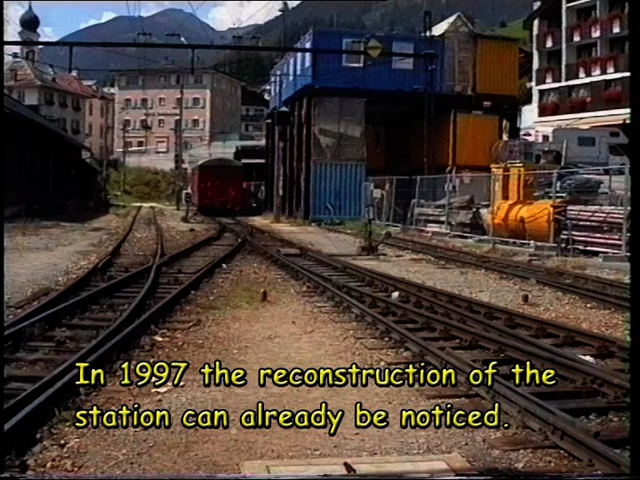 In 1997 the reconstruction of the
station can already be noticed.